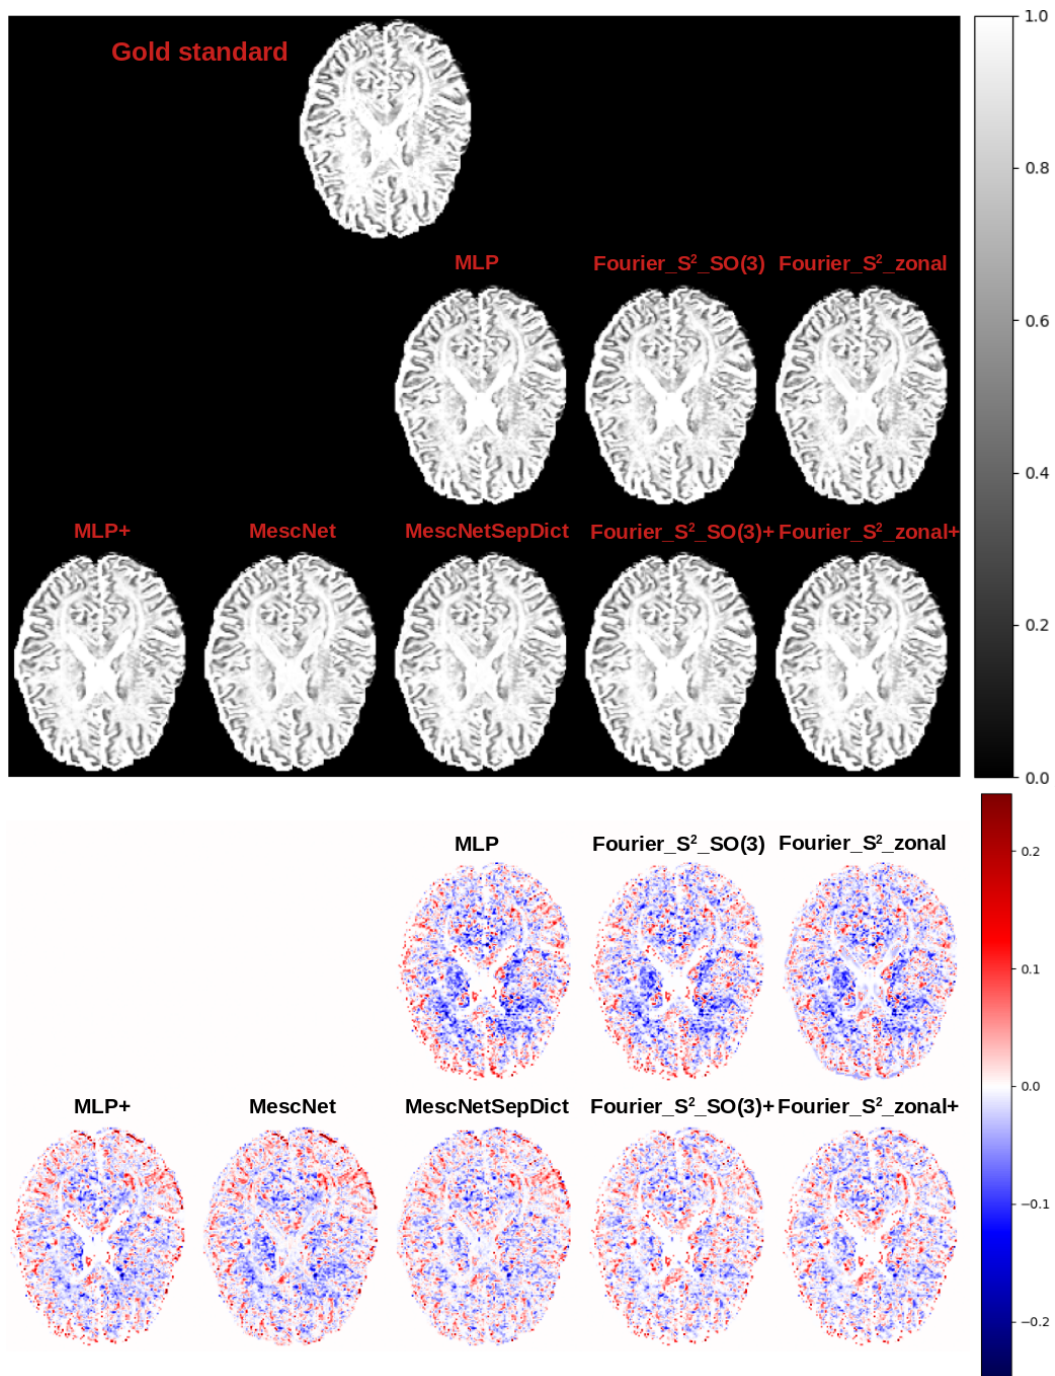 Gold standard
1.0
0.8
MLP Fourier_S²_SO(3) Fourier_S²_zonal
0.6
0.4
MLP+ MescNet MescNetSepDict Fourier_S²_SO(3)+ Fourier_S²_zonal+
0.2
0.0
MLP Fourier_S²_SO(3) Fourier_S²_zonal
0.2
0.1
0.0
MLP+ MescNet MescNetSepDict Fourier_S²_SO(3)+ Fourier_S²_zonal+
−0.1
−0.2